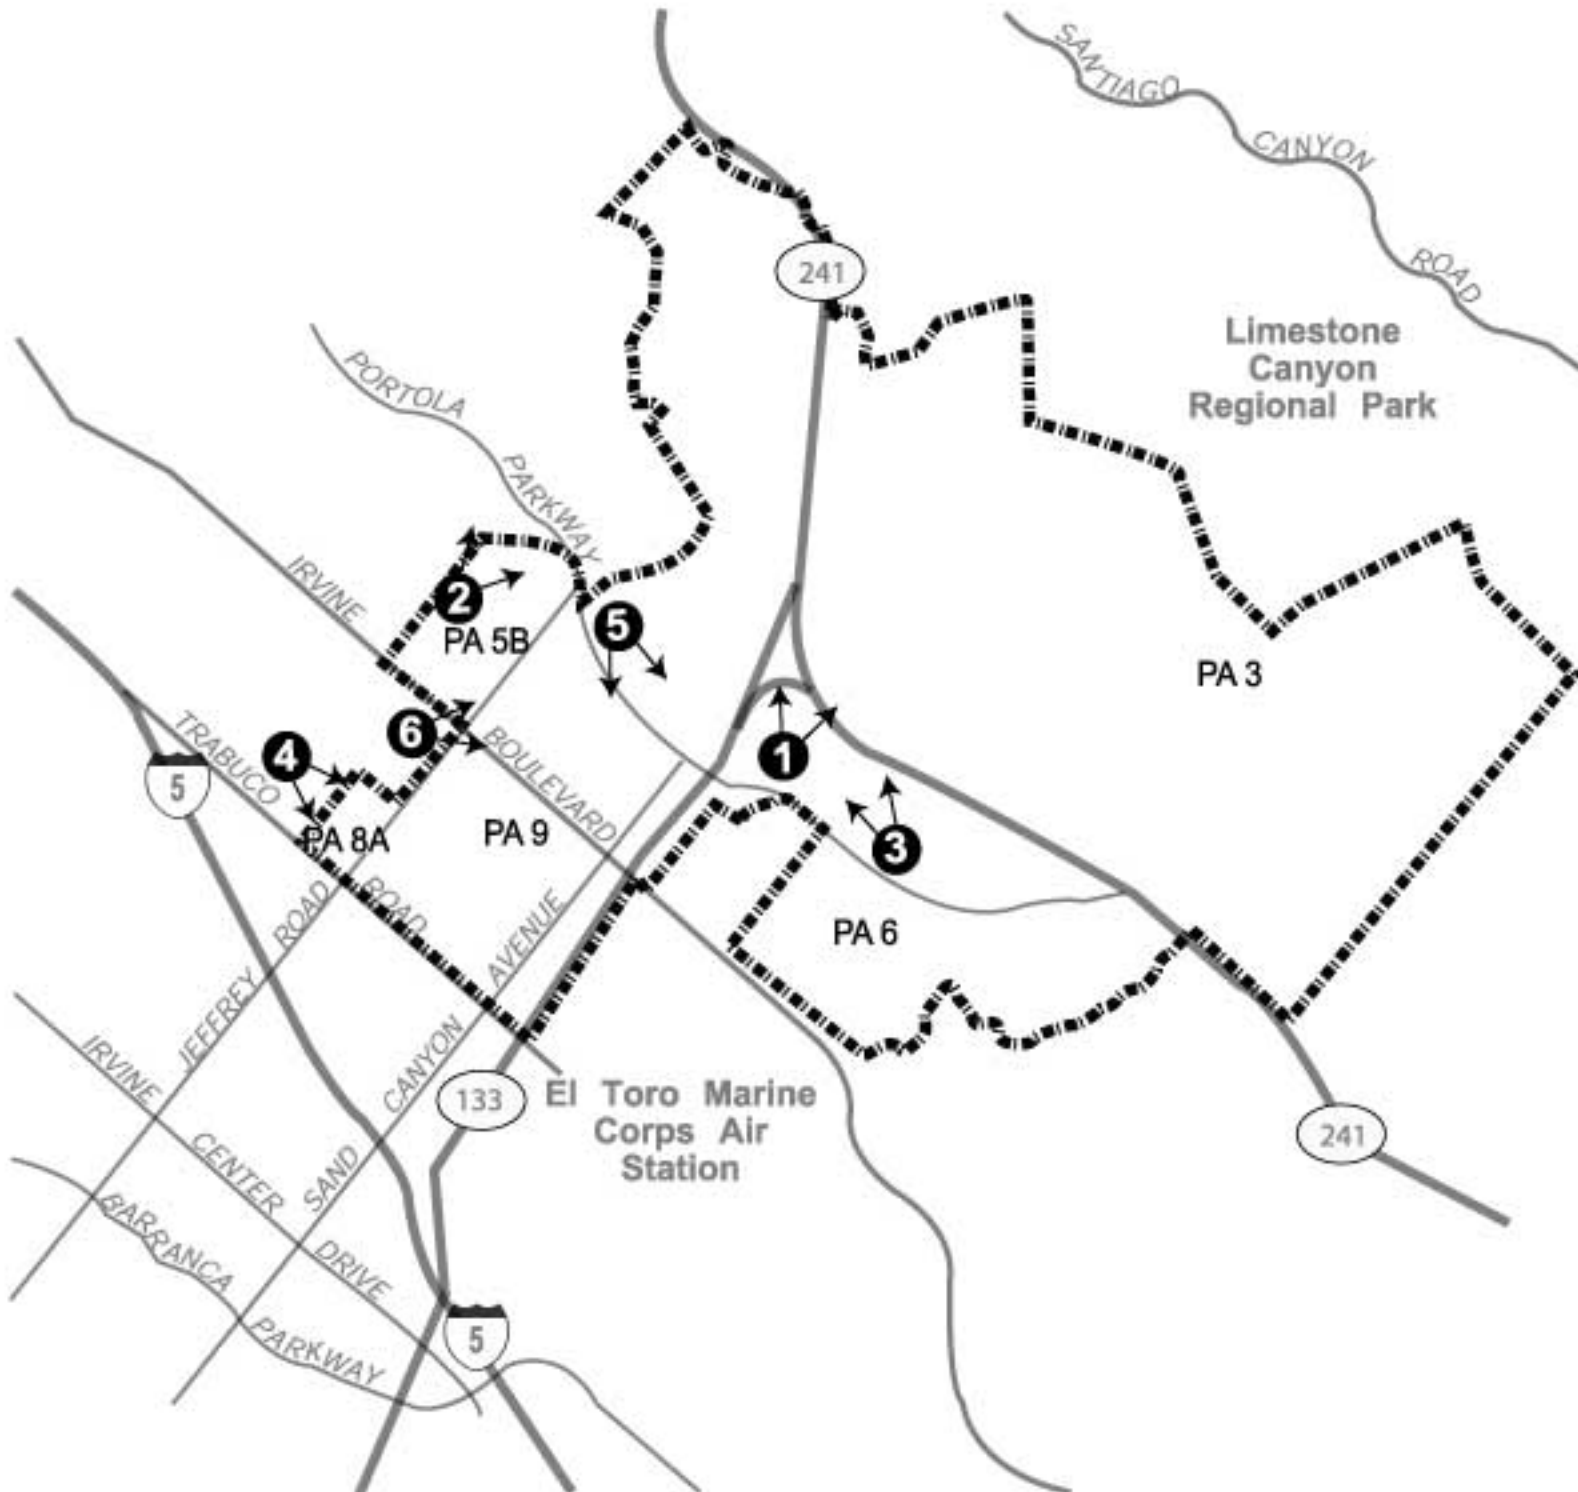 SANTIAGO
CANYON
ROAD
241
Limestone
Canyon
Regional Park
PORTOLA
PARKWAY
IRVINE
2
PA 5B
5
PA 3
6
BOULEVARD
1
TRABUCO
4
5
PA 9
PA 8A
3
ROAD
ROAD
JEFFREY
AVENUE
PA 6
CANYON
SAND
IRVINE
CENTER
DRIVE
133
El Toro Marine
Corps Air
Station
241
BARRANCA
PARKWAY
5